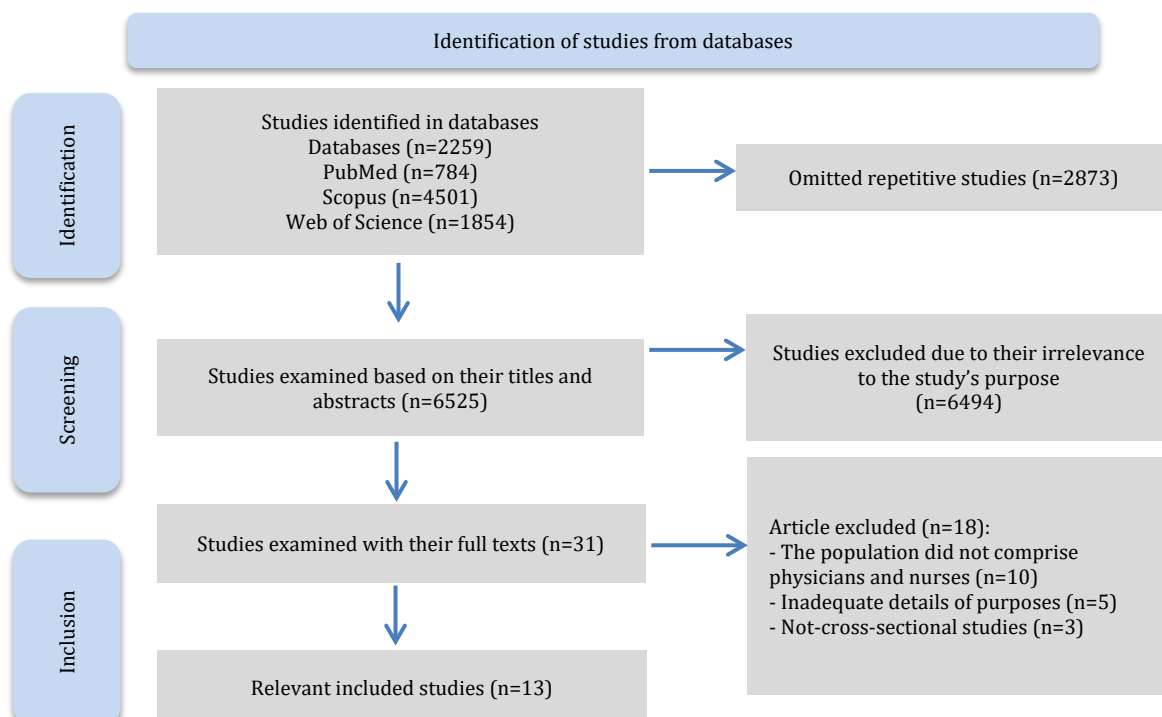 Identification of studies from databases
Identification
Studies identified in databases
Databases (n=2259)
PubMed (n=784)
Scopus (n=4501)
Web of Science (n=1854)
Omitted repetitive studies (n=2873)
Screening
Studies examined based on their titles and
abstracts (n=6525)
Studies excluded due to their irrelevance
to the study’s purpose
(n=6494)
Inclusion
Studies examined with their full texts (n=31)
Article excluded (n=18):
- The population did not comprise
physicians and nurses (n=10)
- Inadequate details of purposes (n=5)
- Not-cross-sectional studies (n=3)
Relevant included studies (n=13)